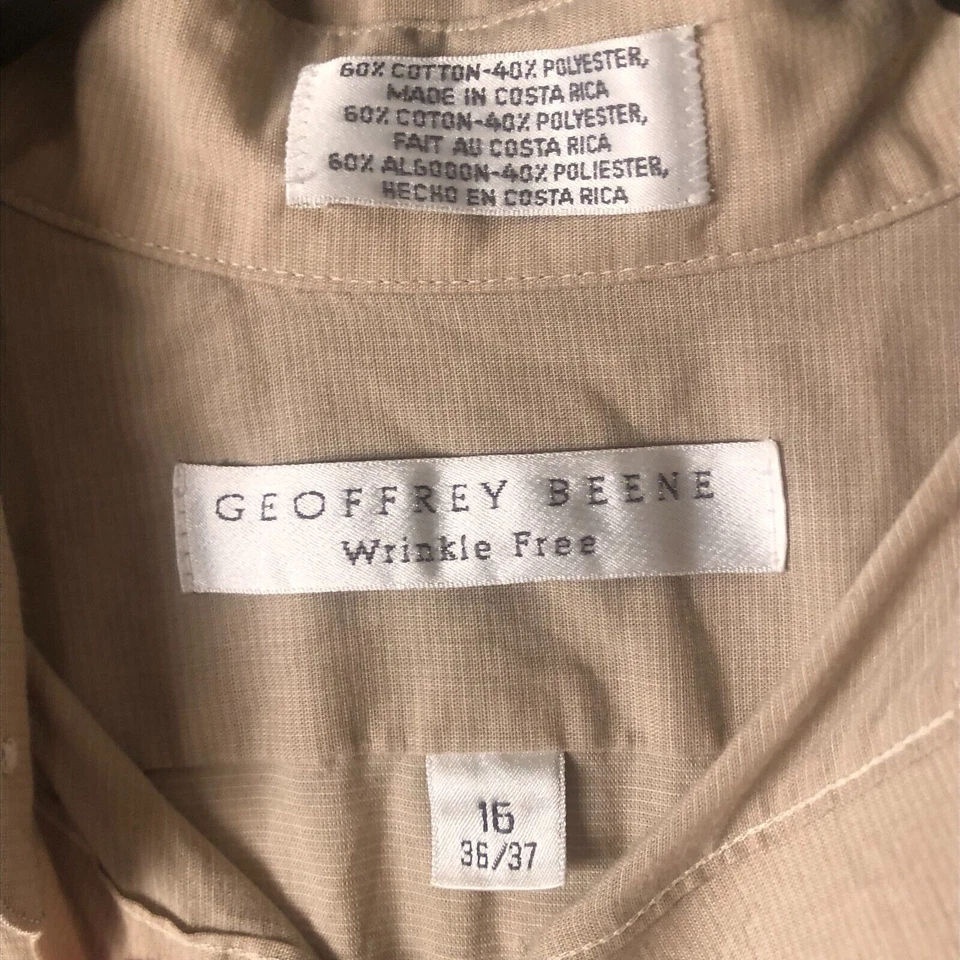 60% COTTON-40% POLYESTER,
MADE IN COSTA RICA
60% COTON-40% POLYESTER,
FAIT AU COSTA RICA
60% ALGODON-40% POLIESTER,
HECHO EN COSTA RICA
GEOFFREY BEENE
Wrinkle Free
16
36/37